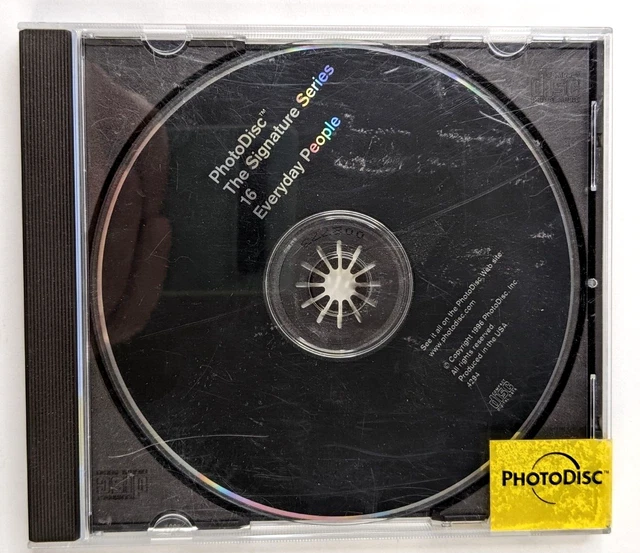 PhotoDisc™
The Signature Series
16
Everyday People
See it all on the PhotoDisc Web site:
www.photodisc.com
© Copyright 1996 PhotoDisc, Inc.
All rights reserved
Produced in the USA.
4284
PHOTODISC™